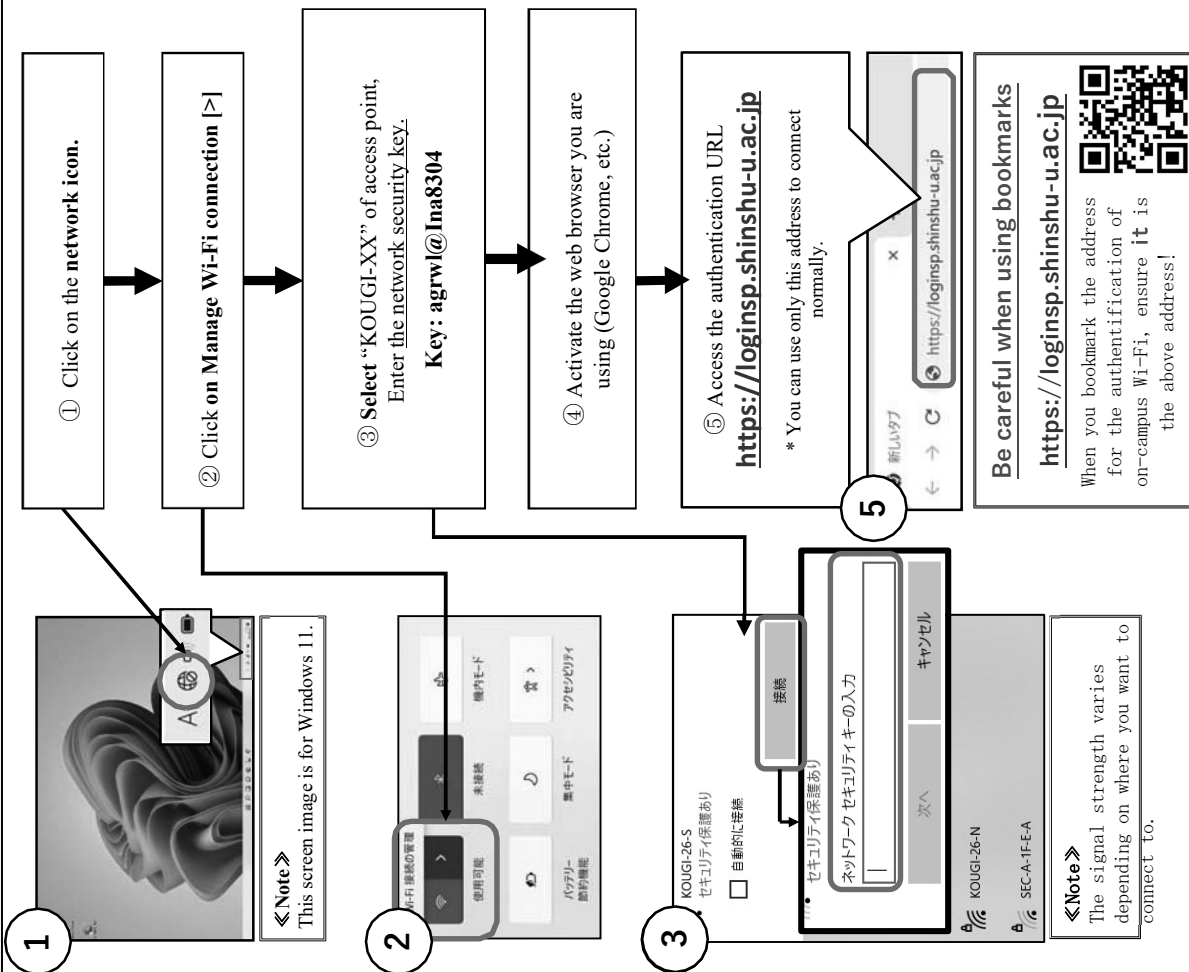 ① Click on the network icon.
② Click on Manage Wi-Fi connection [>]
③ Select “KOUGI-XX” of access point,
Enter the network security key.
Key: agrwl@Ina8304
④ Activate the web browser you are
using (Google Chrome, etc.)
⑤ Access the authentication URL
https://loginsp.shinshu-u.ac.jp
* You can use only this address to connect
normally.
1
A
≪Note≫
This screen image is for Windows 11.
2
Wi-Fi 接続の管理
使用可能
未接続
機内モード
バッテリー
節約機能
集中モード
アクセシビリティ
3
KOUGI-26-S
セキュリティ保護あり
自動的に接続
接続
セキュリティ保護あり
ネットワーク セキュリティ キーの入力
次へ
キャンセル
KOUGI-26-N
SEC-A-1F-E-A
≪Note≫
The signal strength varies
depending on where you want to
connect to.
5
新しいタブ
×
https://loginsp.shinshu-u.ac.jp
Be careful when using bookmarks
https://loginsp.shinshu-u.ac.jp
When you bookmark the address
for the authentification of
on-campus Wi-Fi, ensure it is
the above address!